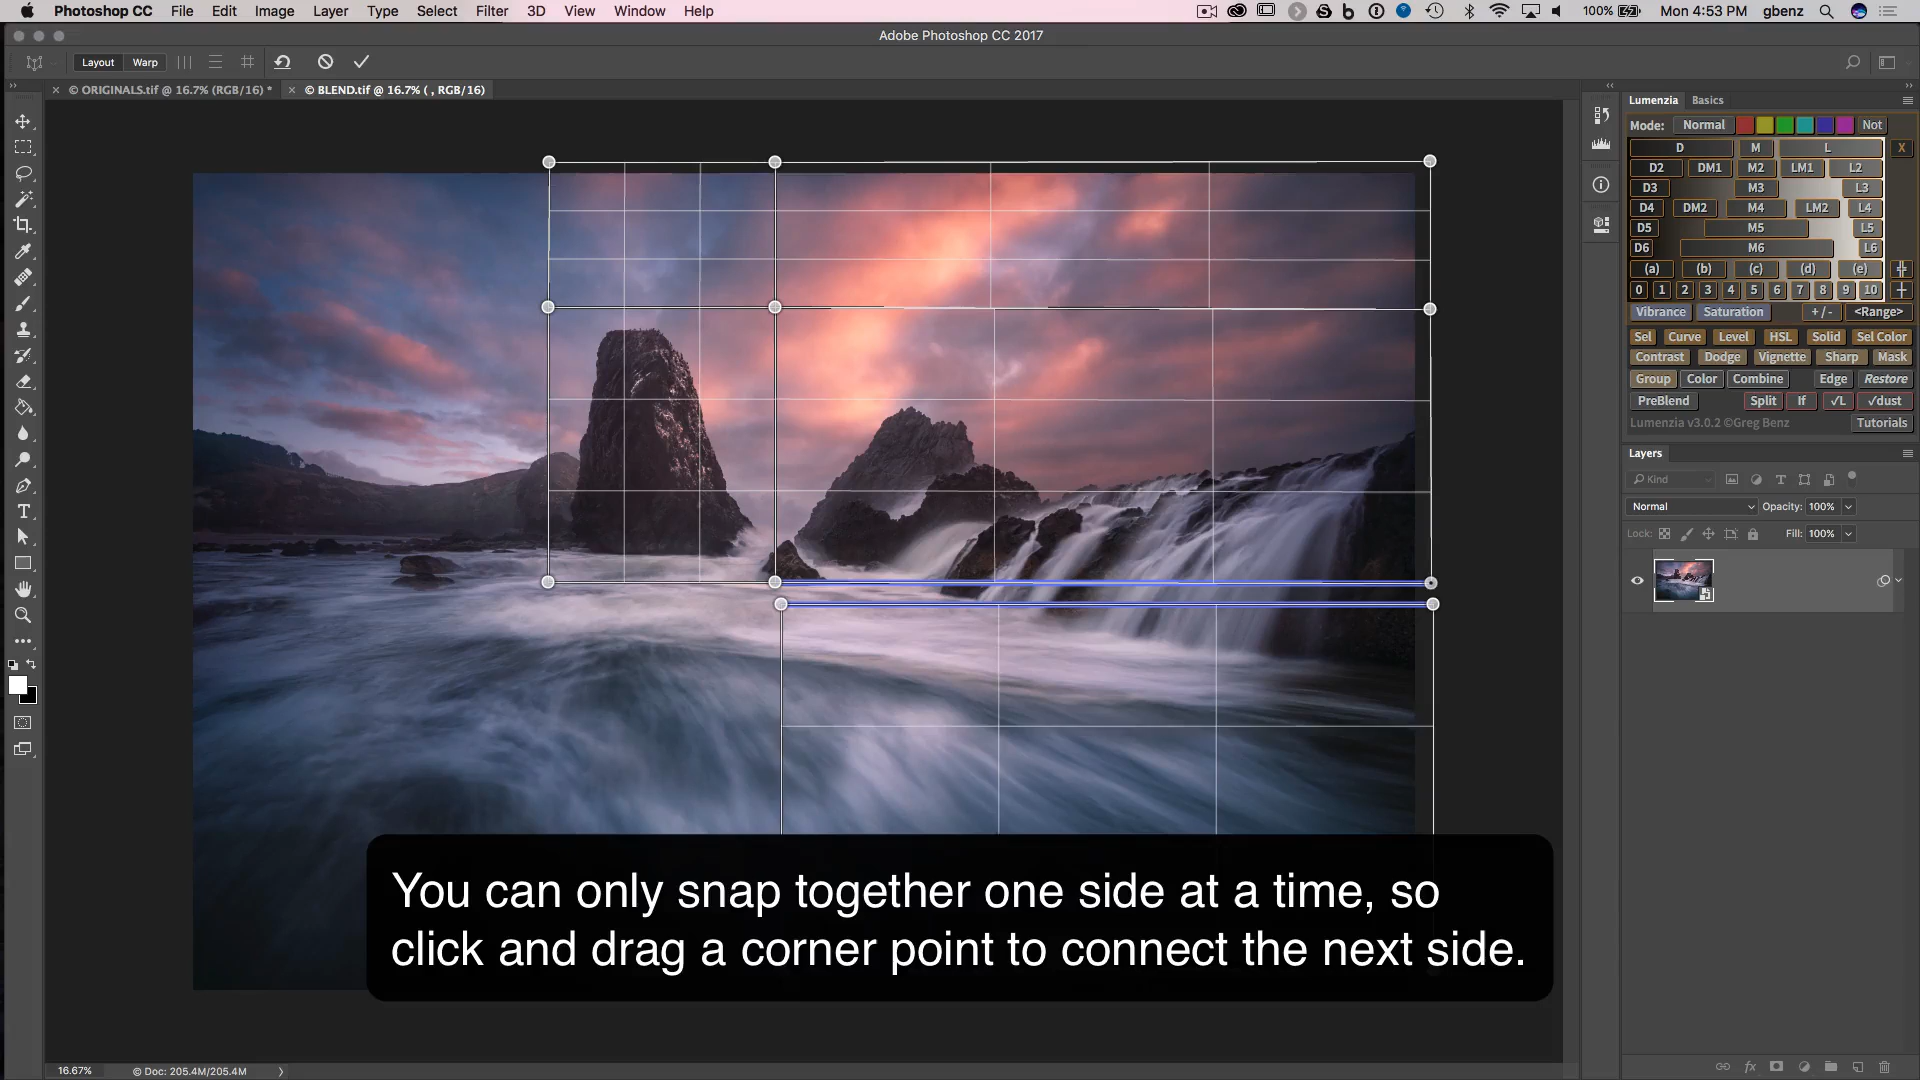 Photoshop CC File Edit Image Layer Type Select Filter 3D View Window Help
100% Mon 4:53 PM gbenz
Adobe Photoshop CC 2017
Layout Warp
© ORIGINALS.tif @ 16.7% (RGB/16) *
© BLEND.tif @ 16.7% ( , RGB/16)
Lumenzia Basics
Mode: Normal Not
D M L X
D2 DM1 M2 LM1 L2
D3 M3 L3
D4 DM2 M4 LM2 L4
D5 M5 L5
D6 M6 L6
(a) (b) (c) (d) (e)
0 1 2 3 4 5 6 7 8 9 10
Vibrance Saturation + / - <Range>
Sel Curve Level HSL Solid Sel Color
Contrast Dodge Vignette Sharp Mask
Group Color Combine Edge Restore
PreBlend Split If √L √dust
Lumenzia v3.0.2 ©Greg Benz Tutorials
Layers
Kind
Normal Opacity: 100%
Lock: Fill: 100%
You can only snap together one side at a time, so
click and drag a corner point to connect the next side.
16.67% © Doc: 205.4M/205.4M